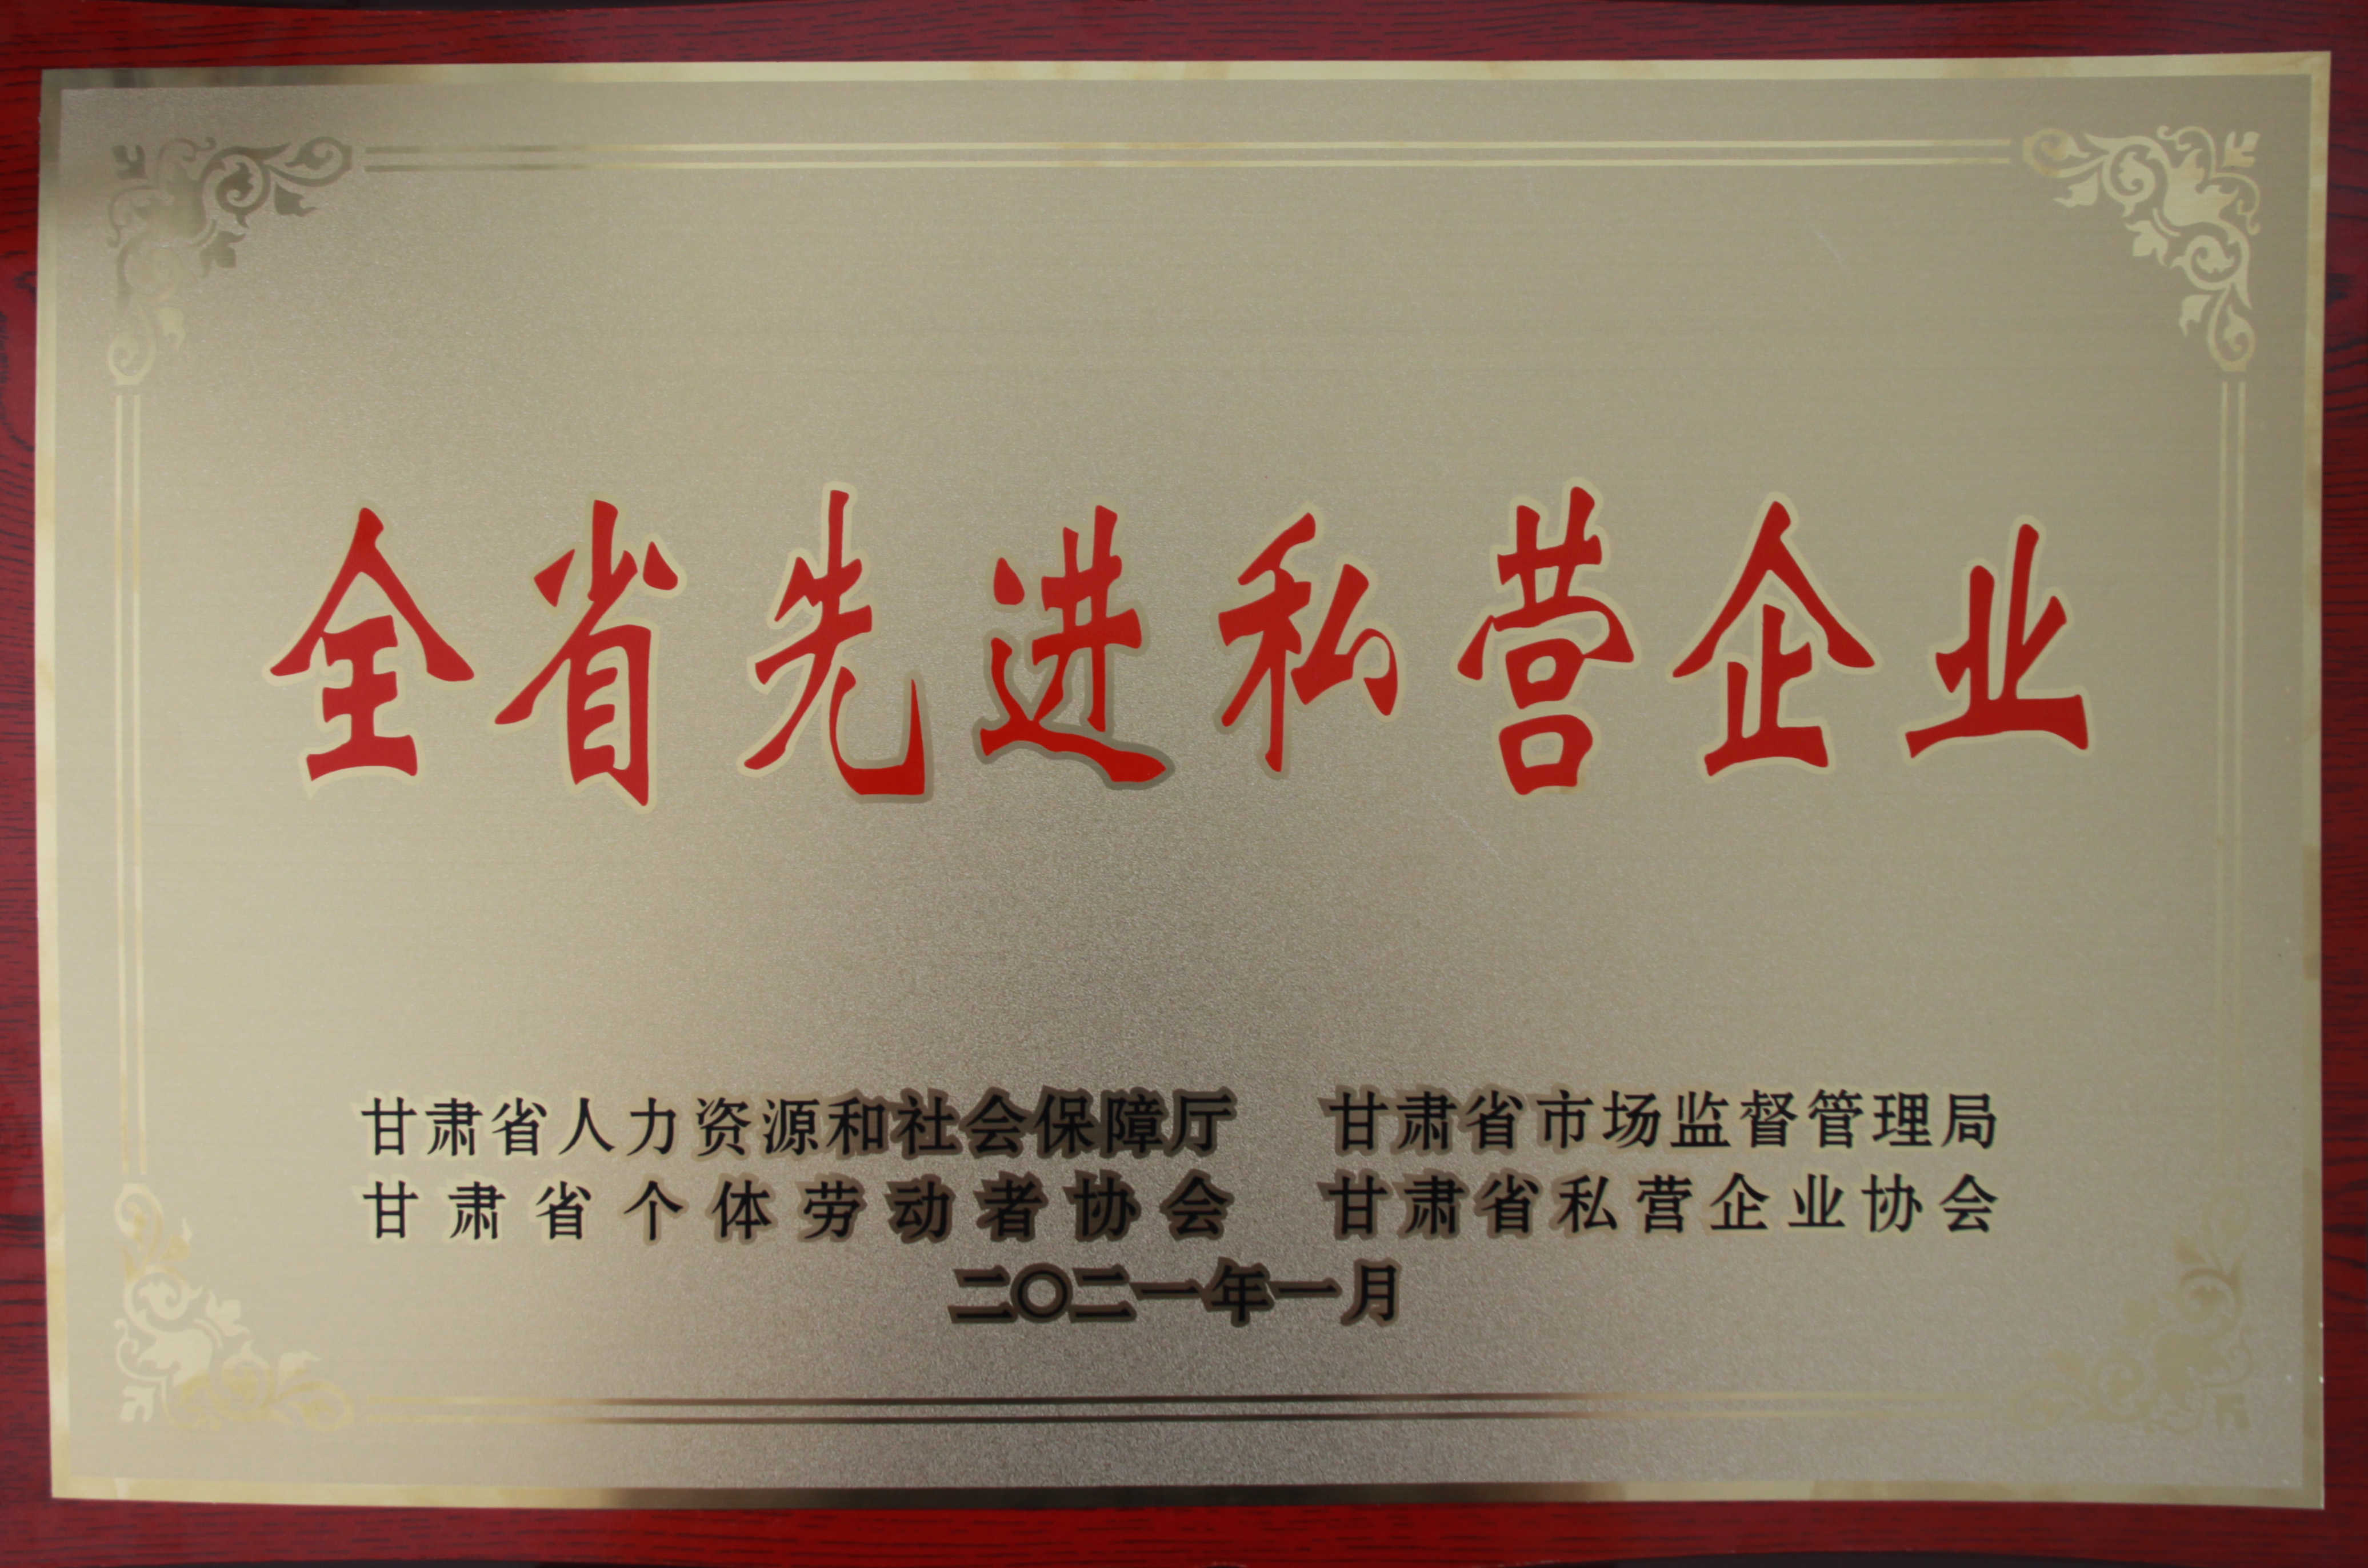 全省先进私营企业
甘肃省人力资源和社会保障厅 甘肃省市场监督管理局
甘肃省个体劳动者协会 甘肃省私营企业协会
二〇二一年一月